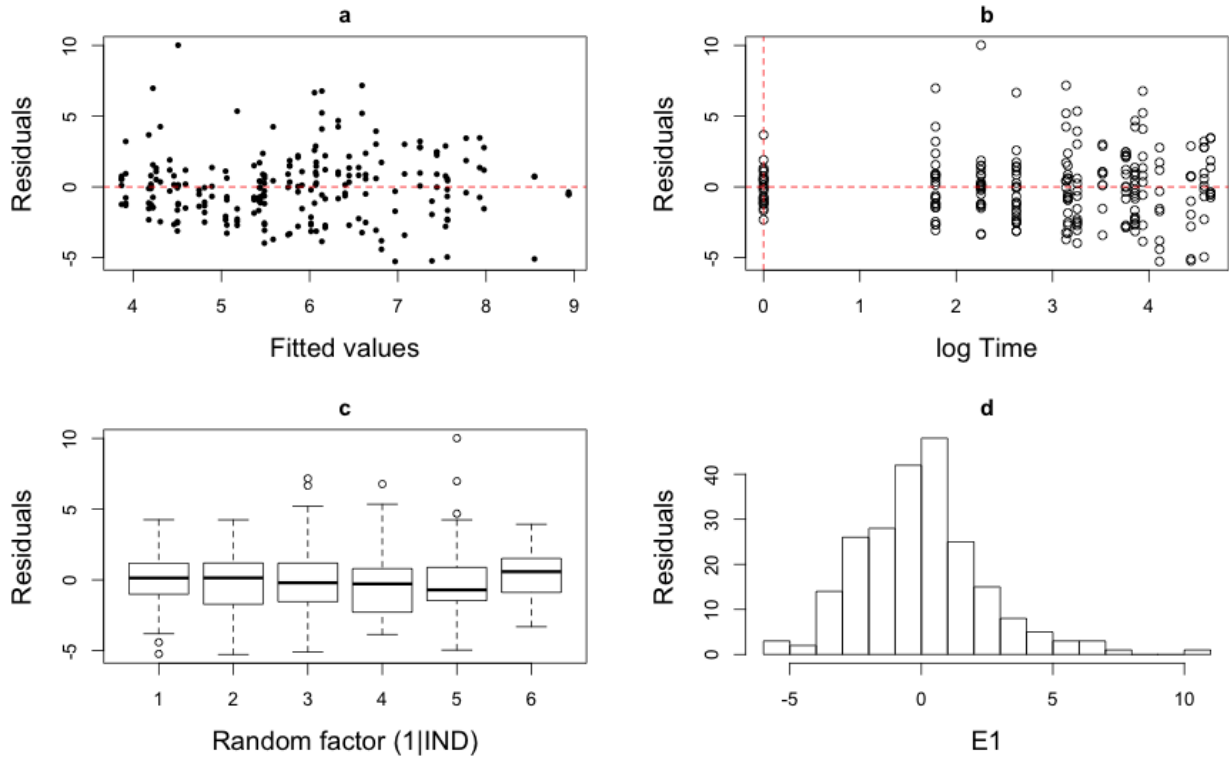 a
Residuals
10
5
0
-5
4 5 6 7 8 9
Fitted values
b
Residuals
10
5
0
-5
0 1 2 3 4
log Time
c
Residuals
10
5
0
-5
1 2 3 4 5 6
Random factor (1|IND)
d
Residuals
40
30
20
10
0
-5 0 5 10
E1